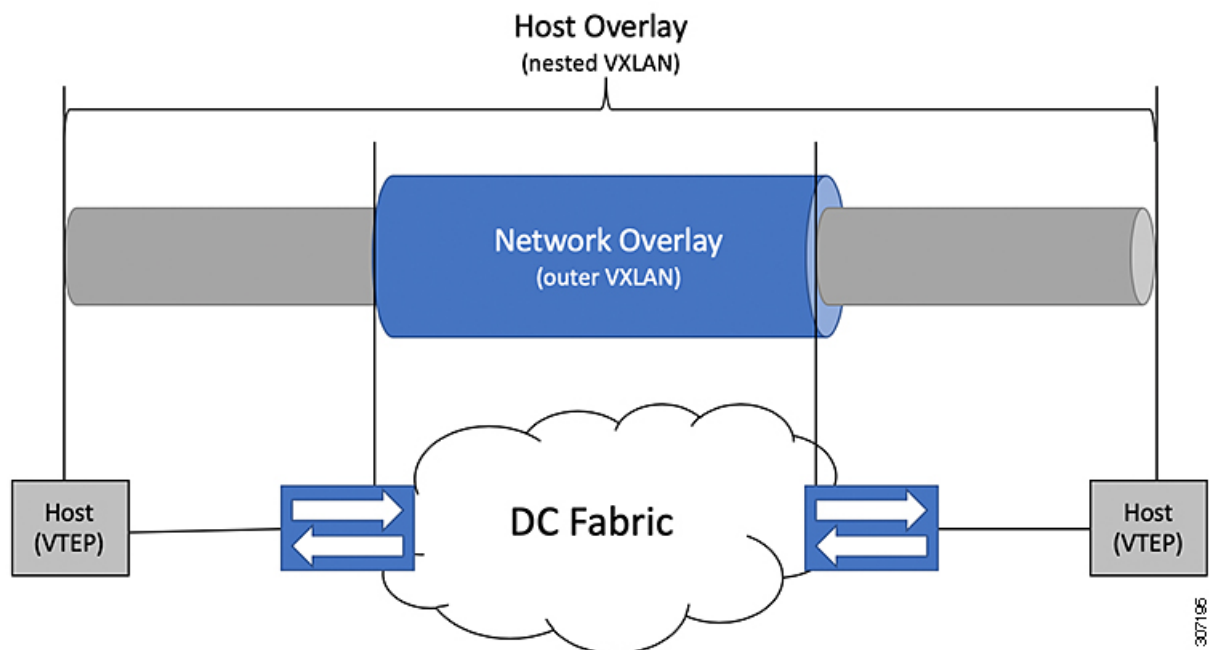 Host Overlay
(nested VXLAN)
Network Overlay
(outer VXLAN)
Host
(VTEP)
DC Fabric
Host
(VTEP)
307195